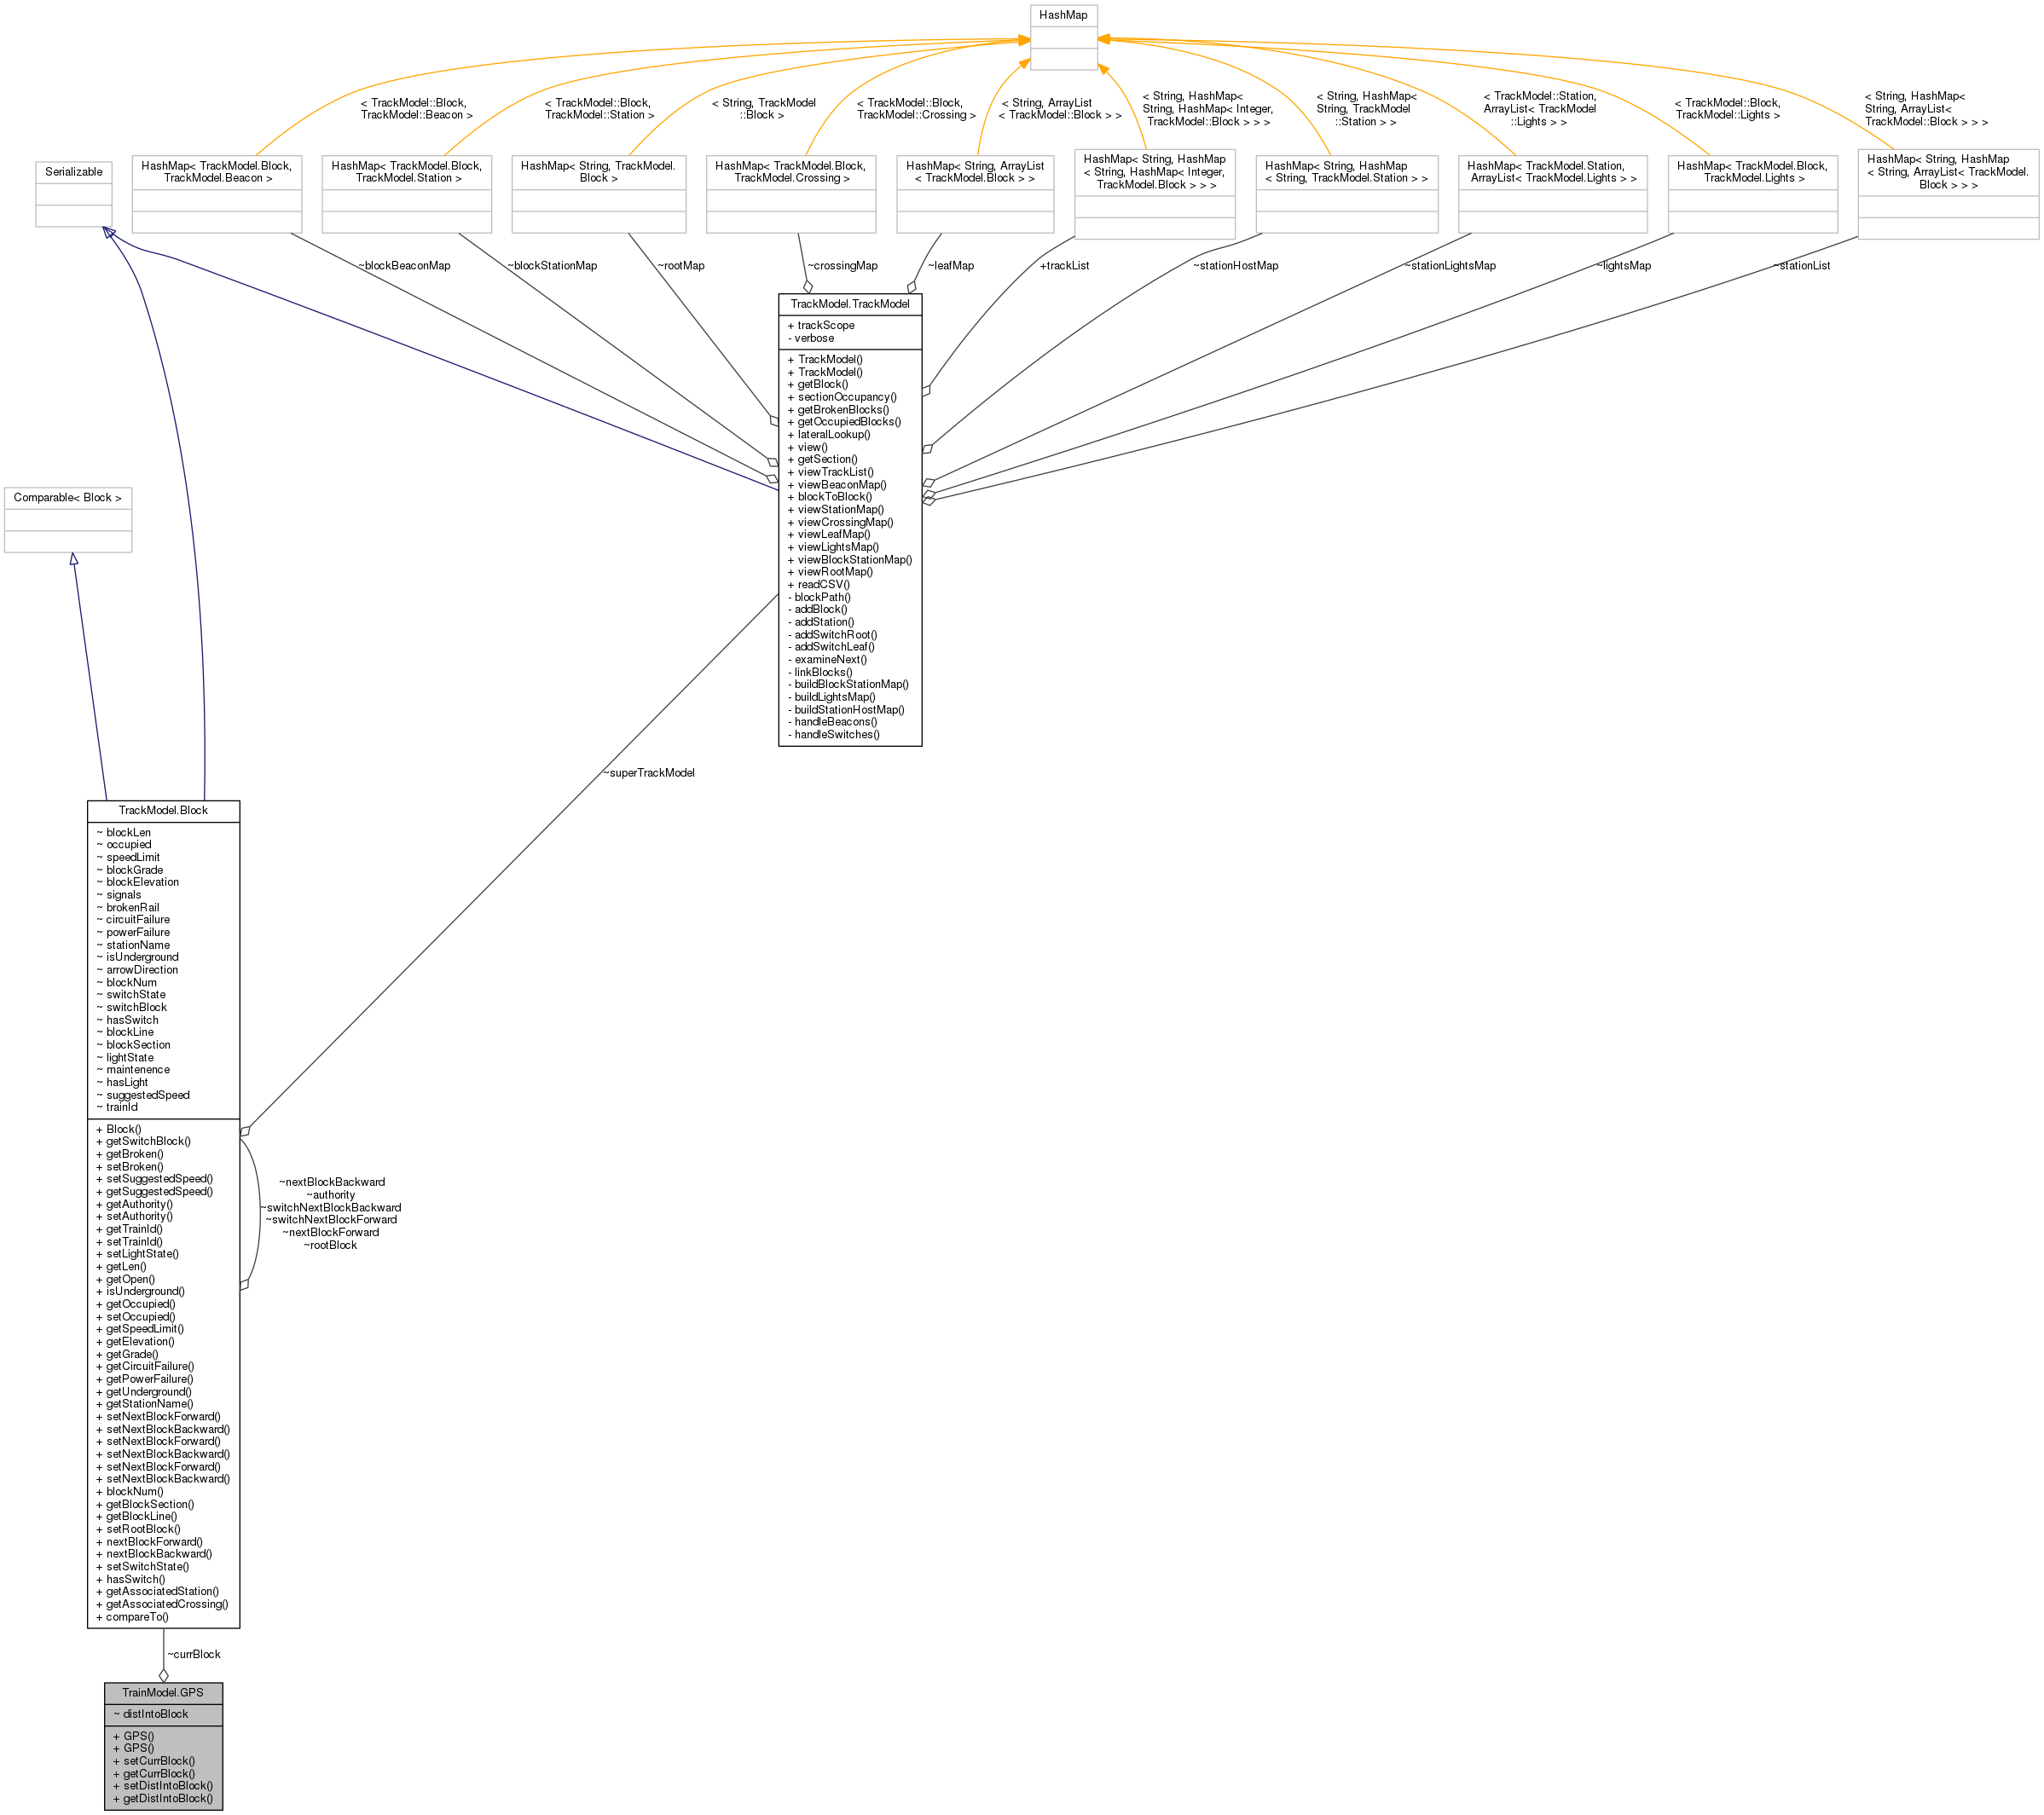 HashMap
< TrackModel::Block,
TrackModel::Beacon >
< TrackModel::Block,
TrackModel::Station >
< String, TrackModel
::Block >
< TrackModel::Block,
TrackModel::Crossing >
< String, ArrayList
< TrackModel::Block > >
< String, HashMap<
String, HashMap< Integer,
TrackModel::Block > > >
< String, HashMap<
String, TrackModel
::Station > >
< TrackModel::Station,
ArrayList< TrackModel
::Lights > >
< TrackModel::Block,
TrackModel::Lights >
< String, HashMap<
String, ArrayList<
TrackModel::Block > > >
Serializable
HashMap< TrackModel.Block,
TrackModel.Beacon >
HashMap< TrackModel.Block,
TrackModel.Station >
HashMap< String, TrackModel.
Block >
HashMap< TrackModel.Block,
TrackModel.Crossing >
HashMap< String, ArrayList
< TrackModel.Block > >
HashMap< String, HashMap
< String, HashMap< Integer,
TrackModel.Block > > >
HashMap< String, HashMap
< String, TrackModel.Station > >
HashMap< TrackModel.Station,
ArrayList< TrackModel.Lights > >
HashMap< TrackModel.Block,
TrackModel.Lights >
HashMap< String, HashMap
< String, ArrayList< TrackModel.
Block > > >
~blockBeaconMap
~blockStationMap
~rootMap
~crossingMap
~leafMap
+trackList
~stationHostMap
~stationLightsMap
~lightsMap
~stationList
TrackModel.TrackModel
+ trackScope
- verbose
+ TrackModel()
+ TrackModel()
+ getBlock()
+ sectionOccupancy()
+ getBrokenBlocks()
+ getOccupiedBlocks()
+ lateralLookup()
+ view()
+ getSection()
+ viewTrackList()
+ viewBeaconMap()
+ blockToBlock()
+ viewStationMap()
+ viewCrossingMap()
+ viewLeafMap()
+ viewLightsMap()
+ viewBlockStationMap()
+ viewRootMap()
+ readCSV()
- blockPath()
- addBlock()
- addStation()
- addSwitchRoot()
- addSwitchLeaf()
- examineNext()
- linkBlocks()
- buildBlockStationMap()
- buildLightsMap()
- buildStationHostMap()
- handleBeacons()
- handleSwitches()
Comparable< Block >
~superTrackModel
TrackModel.Block
~ blockLen
~ occupied
~ speedLimit
~ blockGrade
~ blockElevation
~ signals
~ brokenRail
~ circuitFailure
~ powerFailure
~ stationName
~ isUnderground
~ arrowDirection
~ blockNum
~ switchState
~ switchBlock
~ hasSwitch
~ blockLine
~ blockSection
~ lightState
~ maintenence
~ hasLight
~ suggestedSpeed
~ trainId
+ Block()
+ getSwitchBlock()
+ getBroken()
+ setBroken()
+ setSuggestedSpeed()
+ getSuggestedSpeed()
+ getAuthority()
+ setAuthority()
+ getTrainId()
+ setTrainId()
+ setLightState()
+ getLen()
+ getOpen()
+ isUnderground()
+ getOccupied()
+ setOccupied()
+ getSpeedLimit()
+ getElevation()
+ getGrade()
+ getCircuitFailure()
+ getPowerFailure()
+ getUnderground()
+ getStationName()
+ setNextBlockForward()
+ setNextBlockBackward()
+ setNextBlockForward()
+ setNextBlockBackward()
+ setNextBlockForward()
+ setNextBlockBackward()
+ blockNum()
+ getBlockSection()
+ getBlockLine()
+ setRootBlock()
+ nextBlockForward()
+ nextBlockBackward()
+ setSwitchState()
+ hasSwitch()
+ getAssociatedStation()
+ getAssociatedCrossing()
+ compareTo()
~nextBlockBackward
~authority
~switchNextBlockBackward
~switchNextBlockForward
~nextBlockForward
~rootBlock
~currBlock
TrainModel.GPS
~ distIntoBlock
+ GPS()
+ GPS()
+ setCurrBlock()
+ getCurrBlock()
+ setDistIntoBlock()
+ getDistIntoBlock()